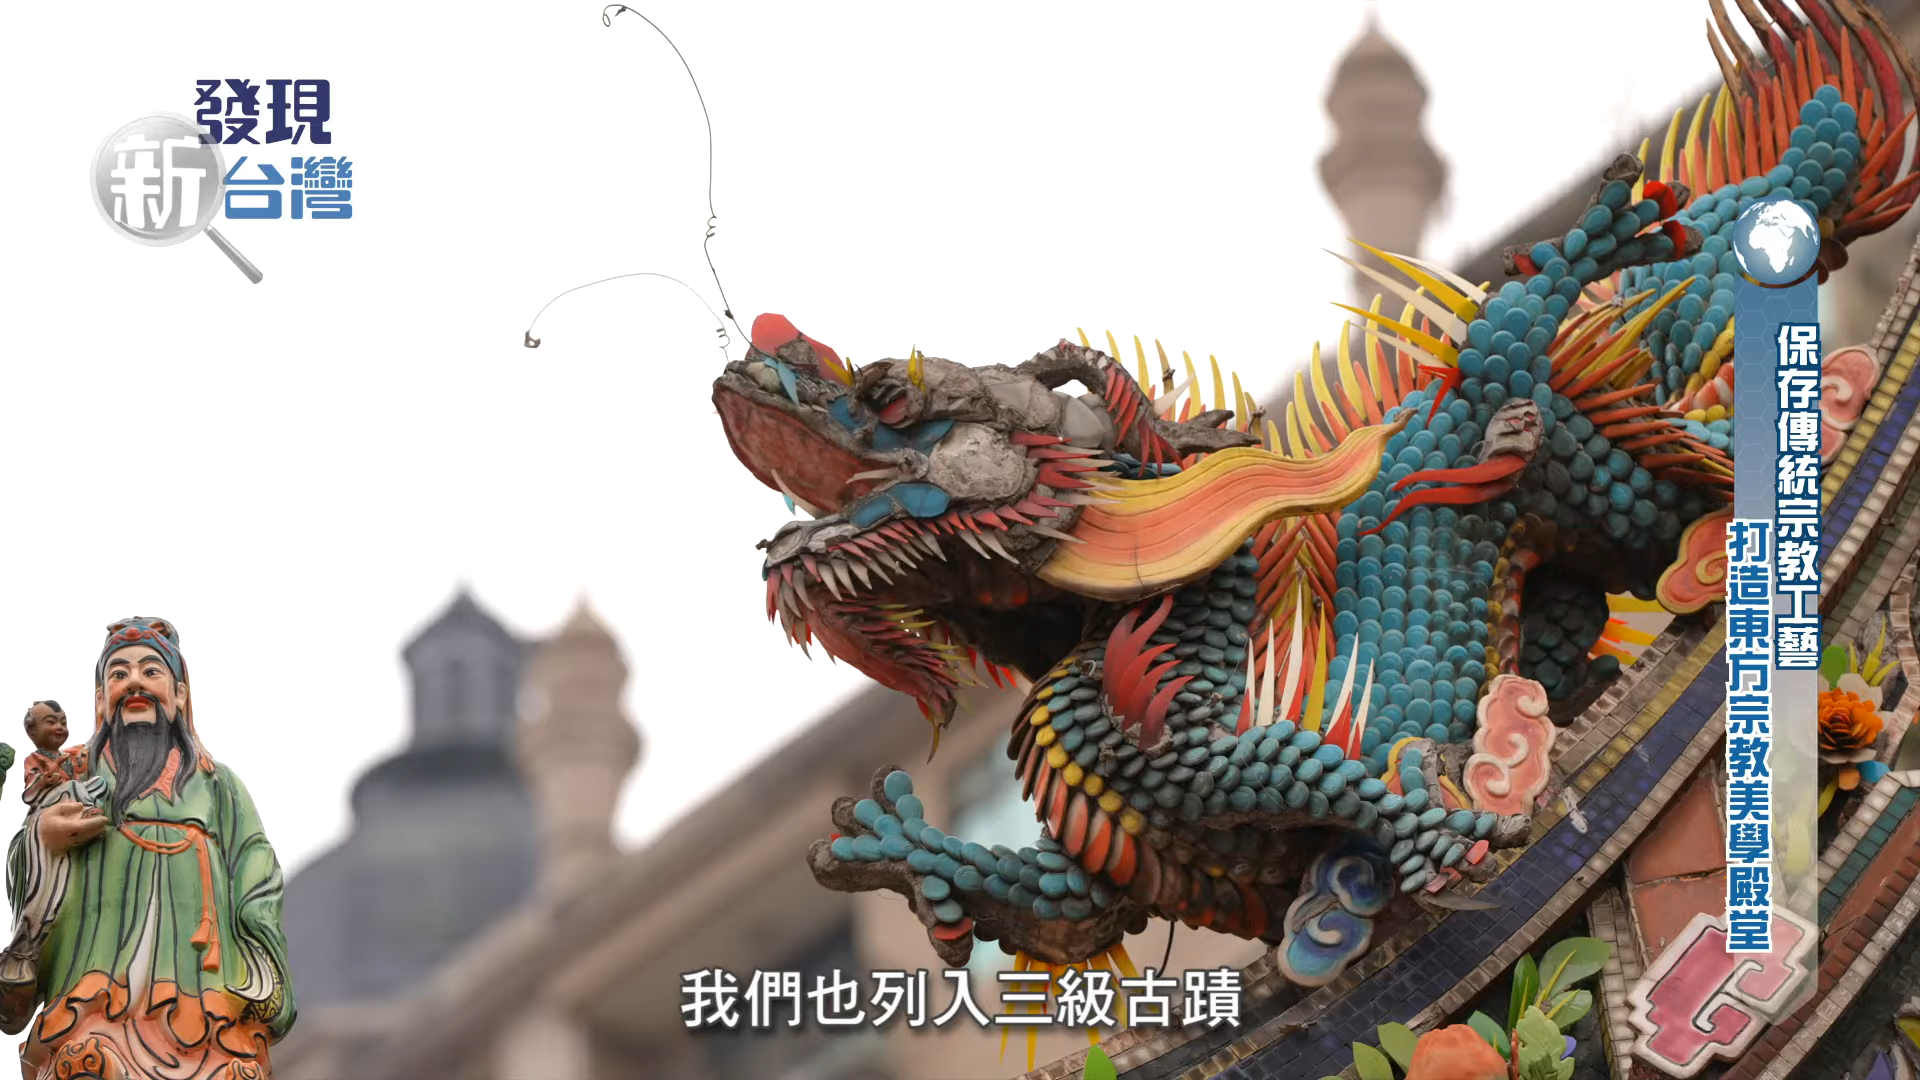 發現
新台灣
保存傳統宗教工藝
打造東方宗教美學殿堂
我們也列入三級古蹟